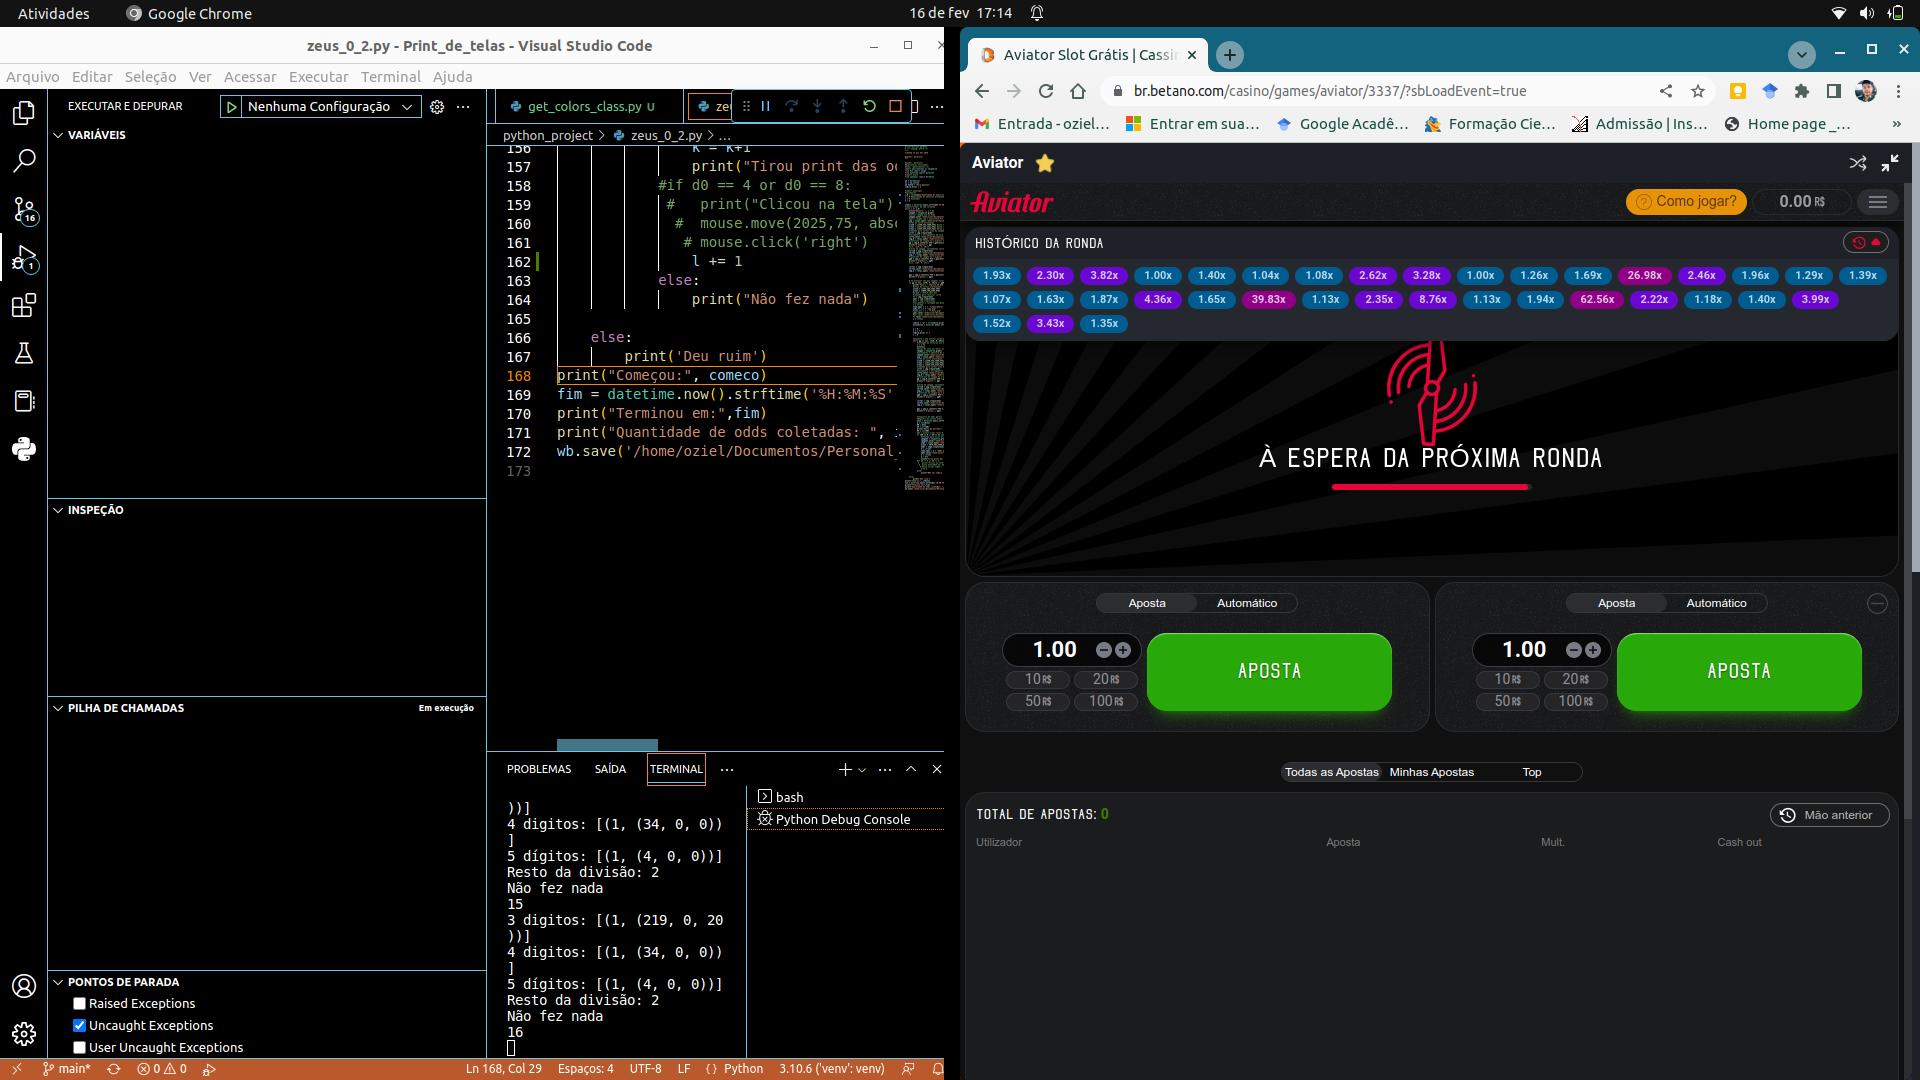 Atividades
Google Chrome
16 de fev 17:14
zeus_0_2.py - Print_de_telas - Visual Studio Code
Arquivo Editar Seleção Ver Acessar Executar Terminal Ajuda
EXECUTAR E DEPURAR
Nenhuma Configuração
VARIÁVEIS
16
1
INSPEÇÃO
PILHA DE CHAMADAS
Em execução
PONTOS DE PARADA
Raised Exceptions
Uncaught Exceptions
User Uncaught Exceptions
get_colors_class.py U
python_project > zeus_0_2.py > ...
156 K = K+1
157 print("Tirou print das
158 #if d0 == 4 or d0 == 8:
159 # print("Clicou na tela")
160 # mouse.move(2025,75,
161 # mouse.click('right')
162 l += 1
163 else:
164 print("Não fez nada")
165
166 else:
167 print('Deu ruim')
168 print("Começou:", comeco)
169 fim = datetime.now().strftime('%H:%M:%S'
170 print("Terminou em:",fim)
171 print("Quantidade de odds coletadas: ",
172 wb.save('/home/oziel/Documentos/Personal
173
PROBLEMAS SAÍDA TERMINAL
bash
Python Debug Console
))]
4 digitos: [(1, (34, 0, 0))
]
5 dígitos: [(1, (4, 0, 0))]
Resto da divisão: 2
Não fez nada
15
3 digitos: [(1, (219, 0, 20
))]
4 digitos: [(1, (34, 0, 0))
]
5 dígitos: [(1, (4, 0, 0))]
Resto da divisão: 2
Não fez nada
16
main* 0 0 Ln 168, Col 29 Espaços: 4 UTF-8 LF Python 3.10.6 ('venv': venv)
Aviator Slot Grátis | Cassi
br.betano.com/casino/games/aviator/3337/?sbLoadEvent=true
Entrada - oziel... Entrar em sua... Google Acadê... Formação Cie... Admissão | Ins... Home page _...
Aviator
Aviator
Como jogar?
0.00 R$
HISTÓRICO DA RONDA
1.93x 2.30x 3.82x 1.00x 1.40x 1.04x 1.08x 2.62x 3.28x 1.00x 1.26x 1.69x 26.98x 2.46x 1.96x 1.29x 1.39x
1.07x 1.63x 1.87x 4.36x 1.65x 39.83x 1.13x 2.35x 8.76x 1.13x 1.94x 62.56x 2.22x 1.18x 1.40x 3.99x
1.52x 3.43x 1.35x
À ESPERA DA PRÓXIMA RONDA
Aposta Automático
1.00
10R$ 20R$
50R$ 100R$
APOSTA
Aposta Automático
1.00
10R$ 20R$
50R$ 100R$
APOSTA
Todas as Apostas Minhas Apostas Top
TOTAL DE APOSTAS: 0
Mão anterior
Utilizador Aposta Mult. Cash out